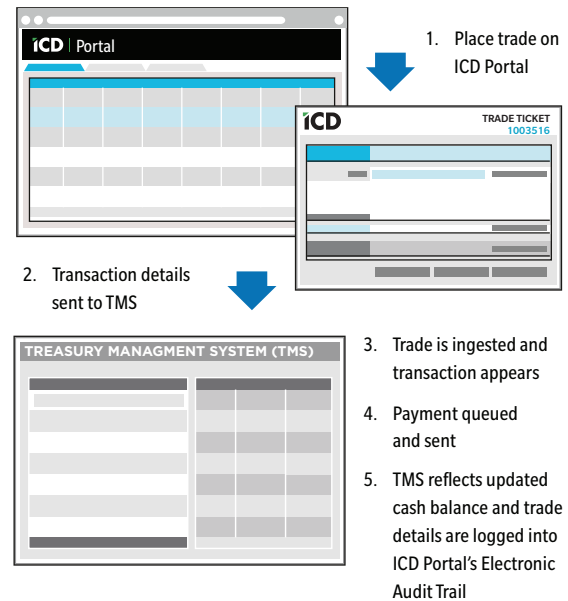 ICD | Portal
1. Place trade on
ICD Portal
ICD
TRADE TICKET
1003516
2. Transaction details
sent to TMS
TREASURY MANAGMENT SYSTEM (TMS)
3. Trade is ingested and
transaction appears
4. Payment queued
and sent
5. TMS reflects updated
cash balance and trade
details are logged into
ICD Portal’s Electronic
Audit Trail